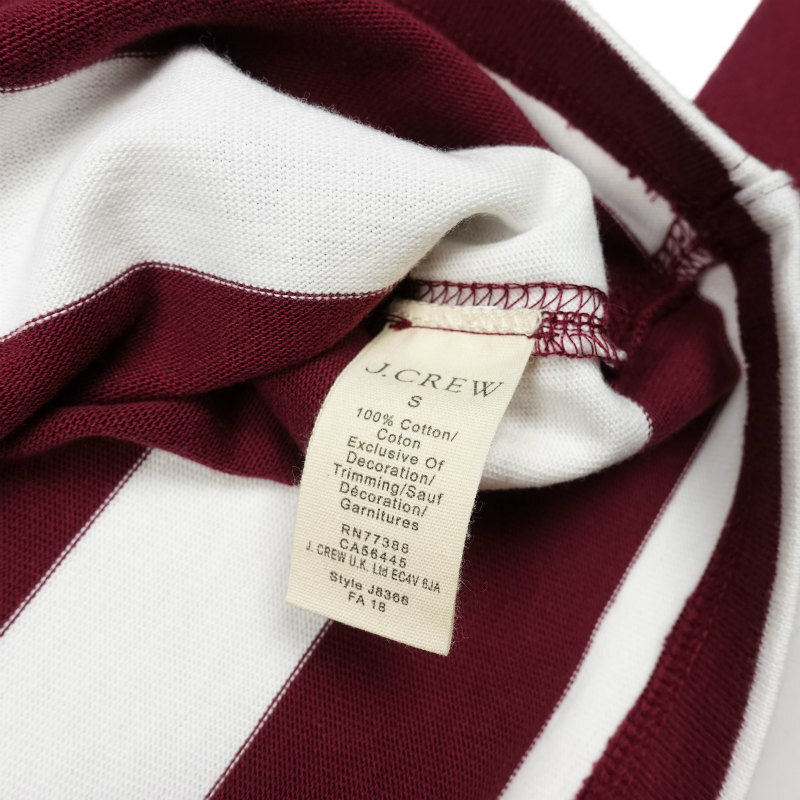 J.CREW
S
100% Cotton/
Coton
Exclusive Of
Decoration/
Trimming/Sauf
Décoration/
Garnitures
RN77388
CA56445
J. CREW U.K. Ltd EC4V 6JA
Style J8366
FA 18